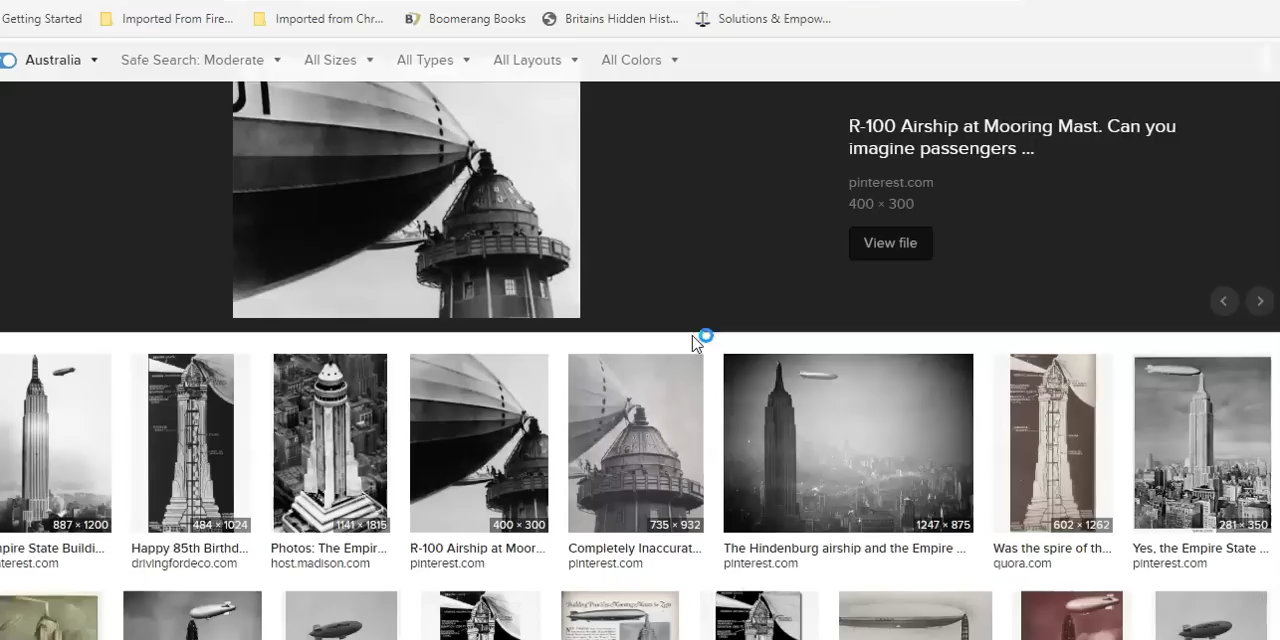 Getting Started Imported From Fire... Imported from Chr... Boomerang Books Britains Hidden Hist... Solutions & Empow...
Australia Safe Search: Moderate All Sizes All Types All Layouts All Colors
R-100 Airship at Mooring Mast. Can you
imagine passengers ...
pinterest.com
400 × 300
View file
887 × 1200 484 × 1024 1141 × 1815 400 × 300 735 × 932 1247 × 875 602 × 1262 281 × 350
npire State Buildi... Happy 85th Birthd... Photos: The Empir... R-100 Airship at Moor... Completely Inaccurat... The Hindenburg airship and the Empire ... Was the spire of th... Yes, the Empire State ...
terest.com drivingfordeco.com host.madison.com pinterest.com pinterest.com pinterest.com quora.com pinterest.com